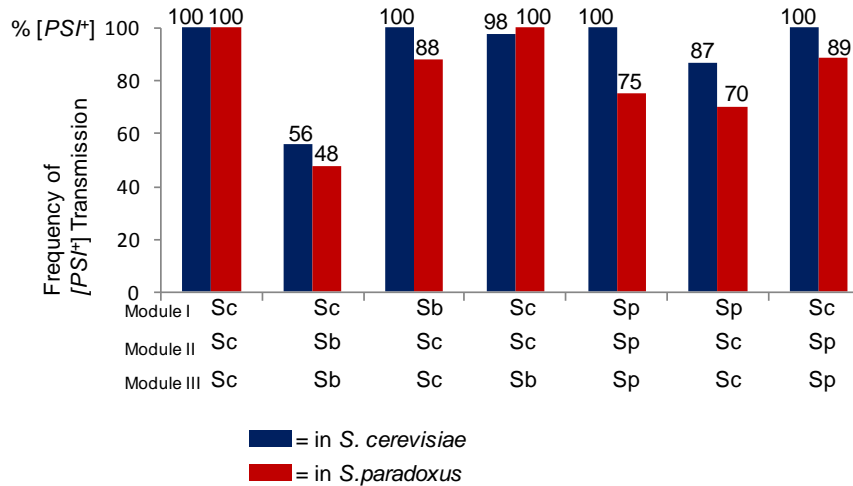 % [PSI+]
100 100 56 48 100 88 98 100 100 75 87 70 100 89
Frequency of
[PSI+] Transmission
100
80
60
40
20
0
Module I Sc Sc Sb Sc Sp Sp Sc
Module II Sc Sb Sc Sc Sp Sc Sp
Module III Sc Sb Sc Sb Sp Sc Sp
= in S. cerevisiae
= in S.paradoxus